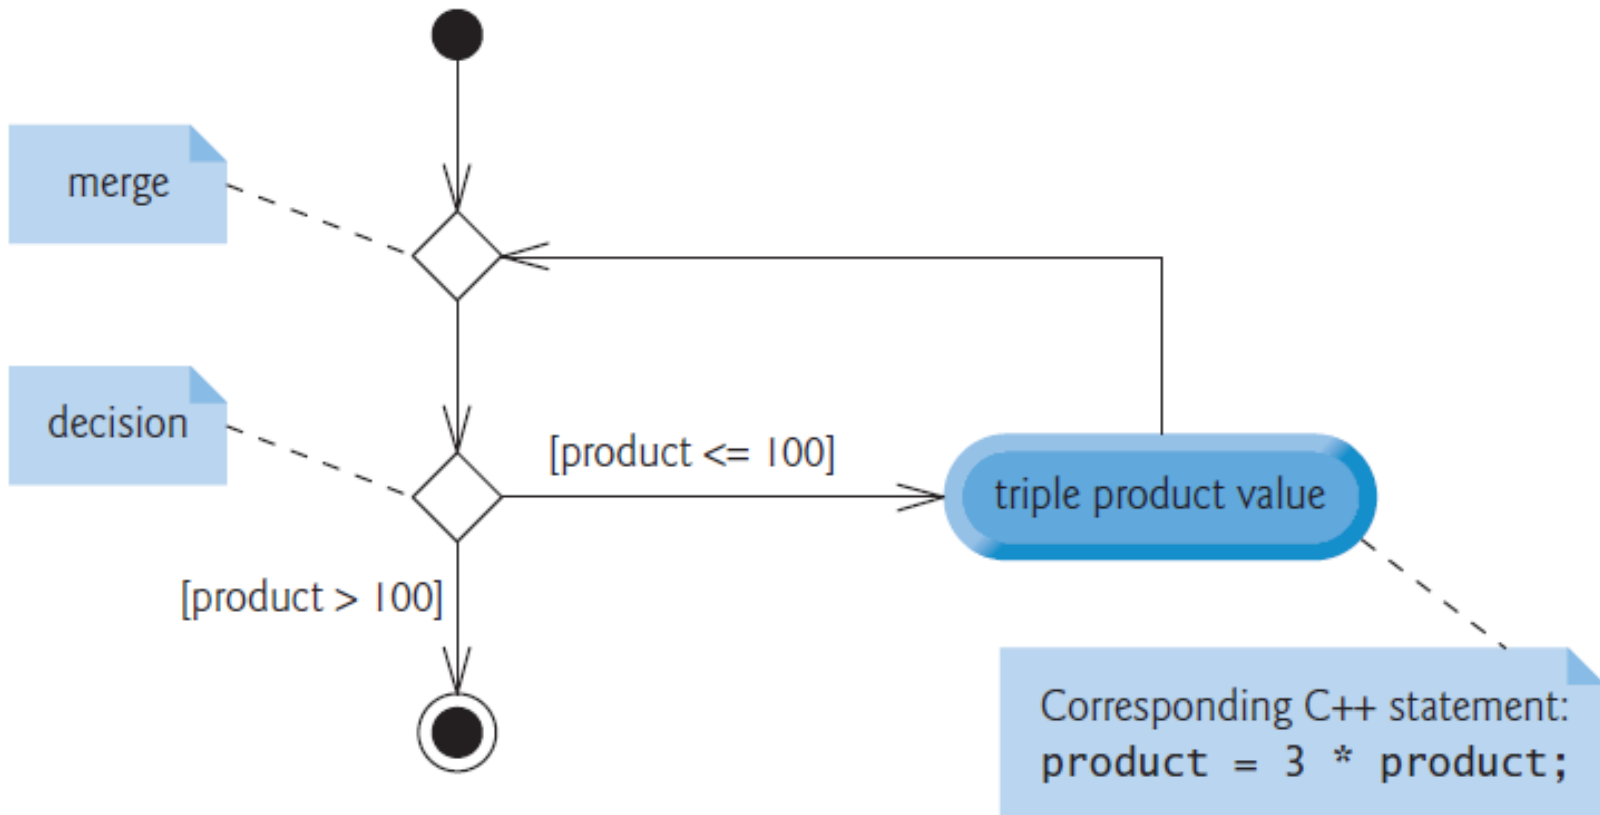 merge
decision
[product <= 100]
triple product value
[product > 100]
Corresponding C++ statement:
product = 3 * product;